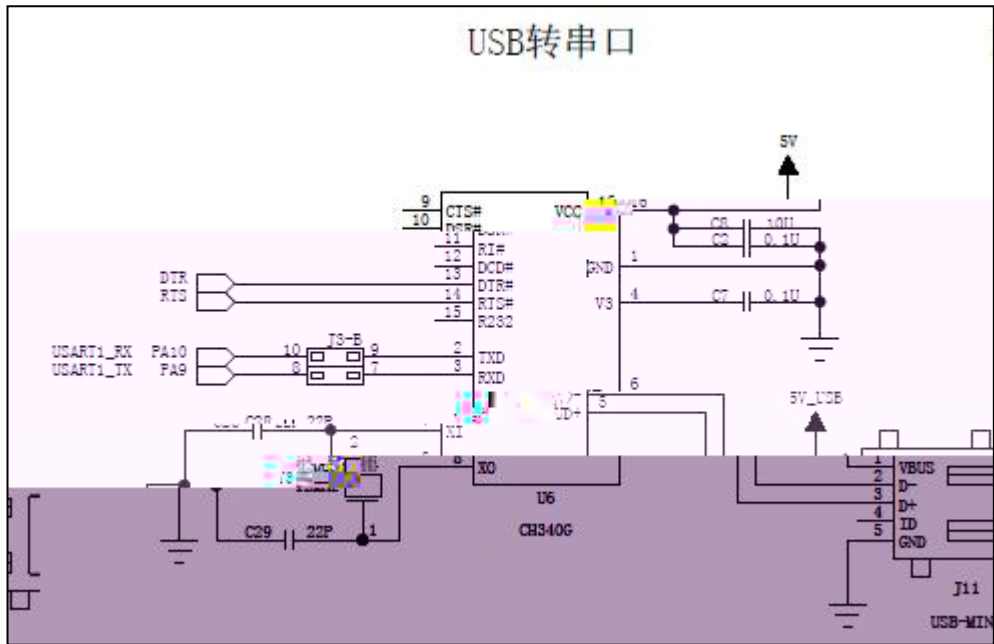 USB转串口
5V
9
CTS#
VCC
10
C8
10U
C2
0.1U
11
RI#
12
DCD#
GND
1
DTR
13
DTR#
RTS
14
RTS#
V3
4
C7
0.1U
15
R232
J3-B
USART1_RX PA10
10
9
2
TXD
USART1_TX PA9
8
7
3
RXD
6
5V_USB
5
UD+
22P
XI
2
8
XO
1
VBUS
2
D-
3
D+
4
ID
5
GND
U6
CH340G
C29
22P
1
J11
USB-MIN